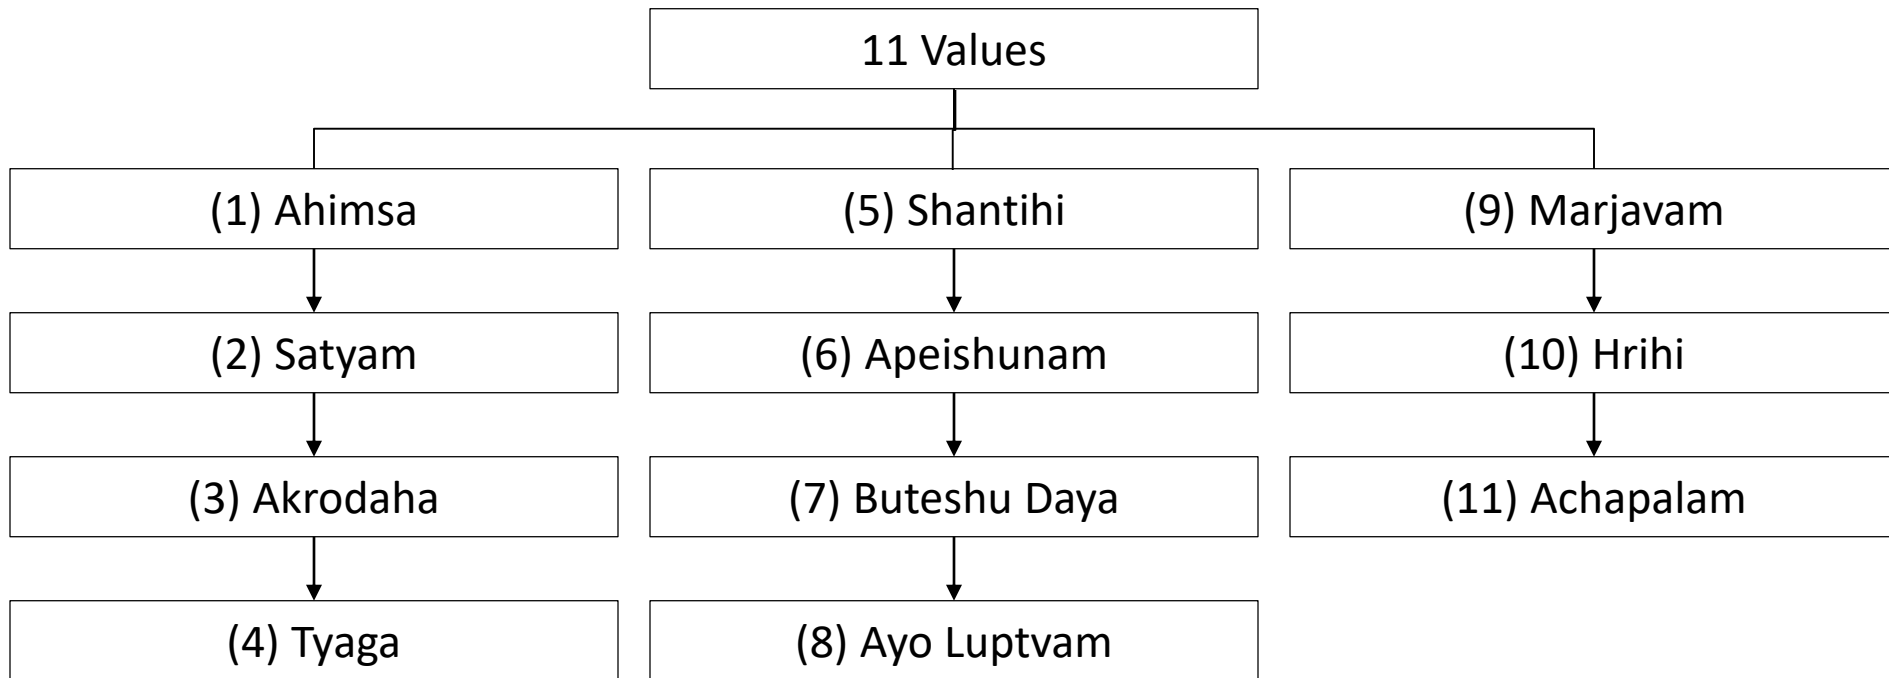 11 Values
(1) Ahimsa
(2) Satyam
(3) Akrodaha
(4) Tyaga
(5) Shantihi
(6) Apeishunam
(7) Buteshu Daya
(8) Ayo Luptvam
(9) Marjavam
(10) Hrihi
(11) Achapalam